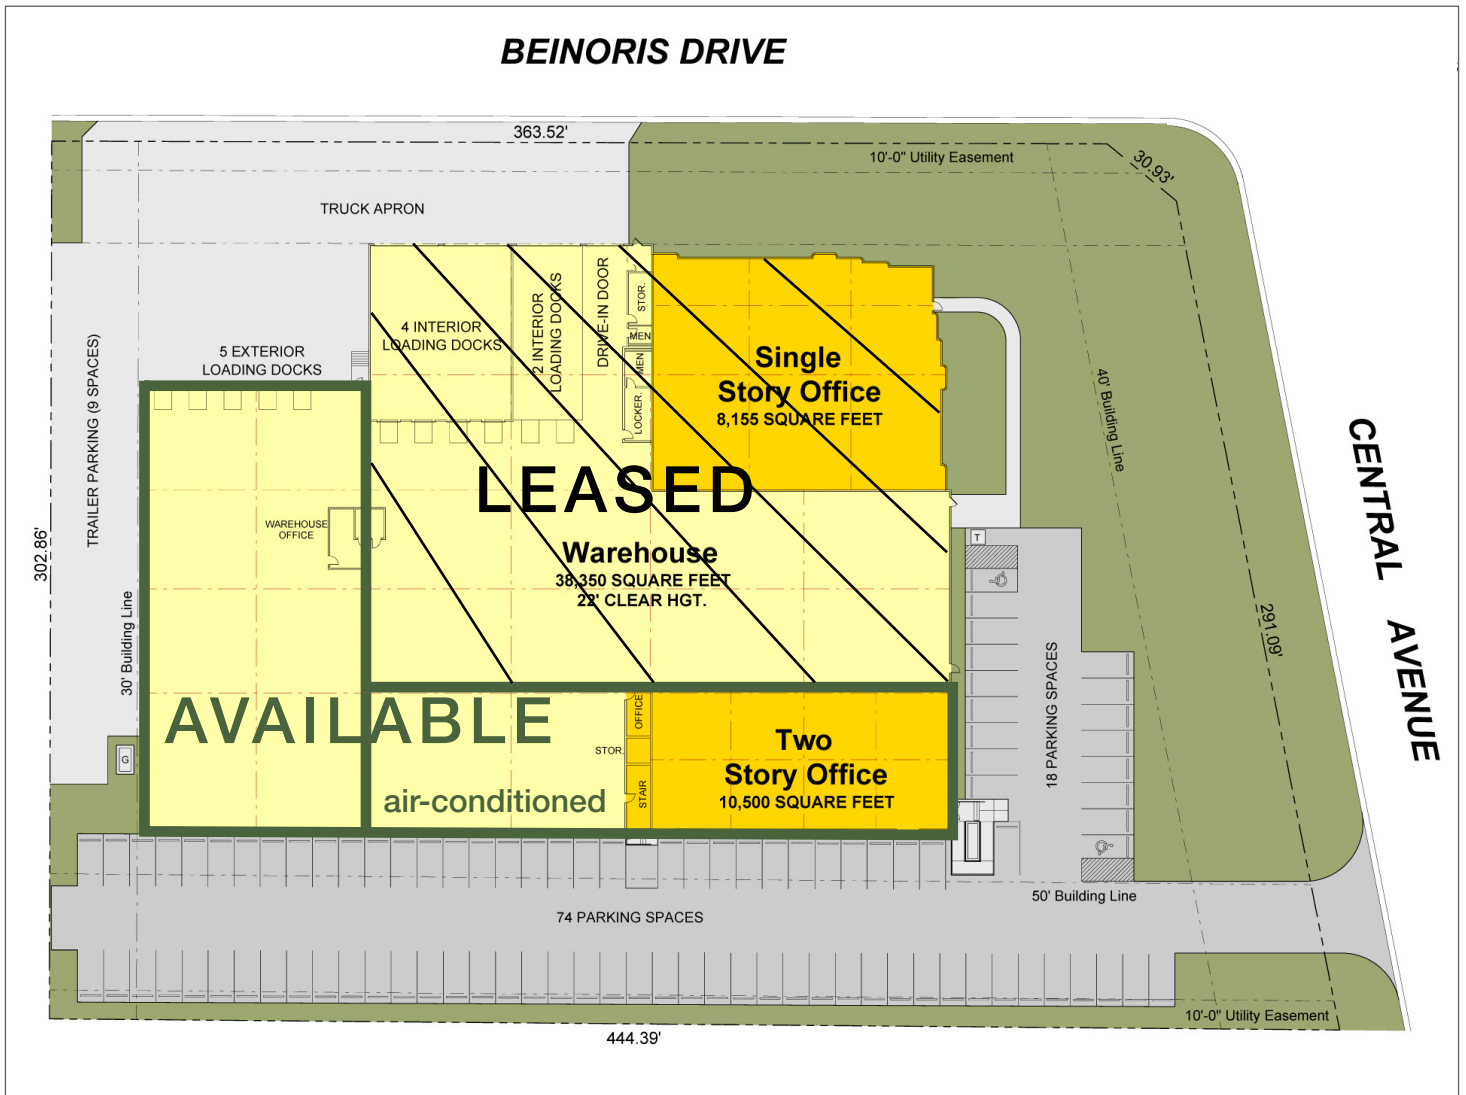 BEINORIS DRIVE
363.52'
10'-0" Utility Easement
30.93'
TRUCK APRON
TRAILER PARKING (9 SPACES)
5 EXTERIOR
LOADING DOCKS
4 INTERIOR
LOADING DOCKS
2 INTERIOR
LOADING DOCKS
DRIVE-IN DOOR
STOR.
MEN
MEN
LOCKER.
Single
Story Office
8,155 SQUARE FEET
40' Building Line
CENTRAL AVENUE
LEASED
Warehouse
38,350 SQUARE FEET
22' CLEAR HGT.
WAREHOUSE
OFFICE
302.86'
30' Building Line
T
291.09'
18 PARKING SPACES
AVAILABLE
air-conditioned
OFFICE
STOR.
STAIR
Two
Story Office
10,500 SQUARE FEET
G
50' Building Line
74 PARKING SPACES
10'-0" Utility Easement
444.39'